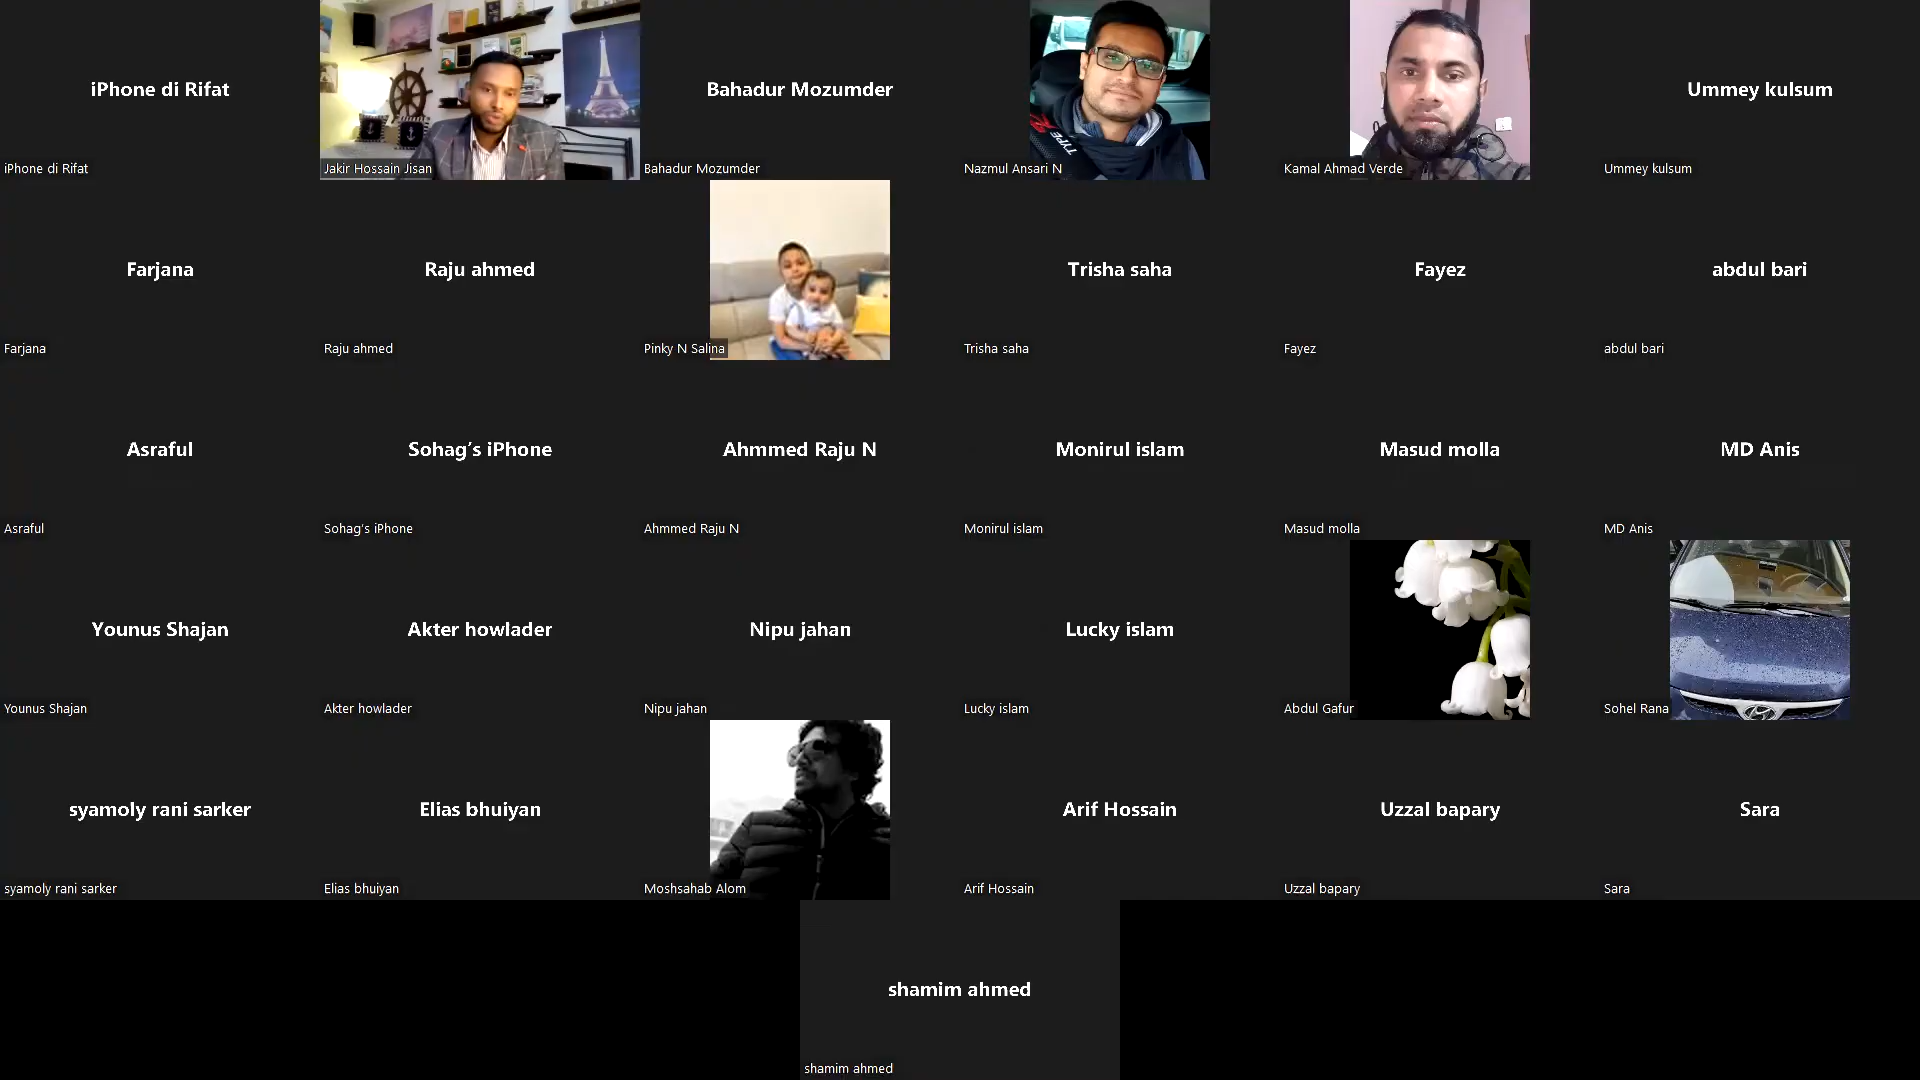 iPhone di Rifat
iPhone di Rifat
Jakir Hossain Jisan
Bahadur Mozumder
Bahadur Mozumder
Nazmul Ansari N
Kamal Ahmad Verde
Ummey kulsum
Ummey kulsum
Farjana
Farjana
Raju ahmed
Raju ahmed
Pinky N Salina
Trisha saha
Trisha saha
Fayez
Fayez
abdul bari
abdul bari
Asraful
Asraful
Sohag’s iPhone
Sohag’s iPhone
Ahmmed Raju N
Ahmmed Raju N
Monirul islam
Monirul islam
Masud molla
Masud molla
MD Anis
MD Anis
Younus Shajan
Younus Shajan
Akter howlader
Akter howlader
Nipu jahan
Nipu jahan
Lucky islam
Lucky islam
Abdul Gafur
Sohel Rana
syamoly rani sarker
syamoly rani sarker
Elias bhuiyan
Elias bhuiyan
Moshsahab Alom
Arif Hossain
Arif Hossain
Uzzal bapary
Uzzal bapary
Sara
Sara
shamim ahmed
shamim ahmed